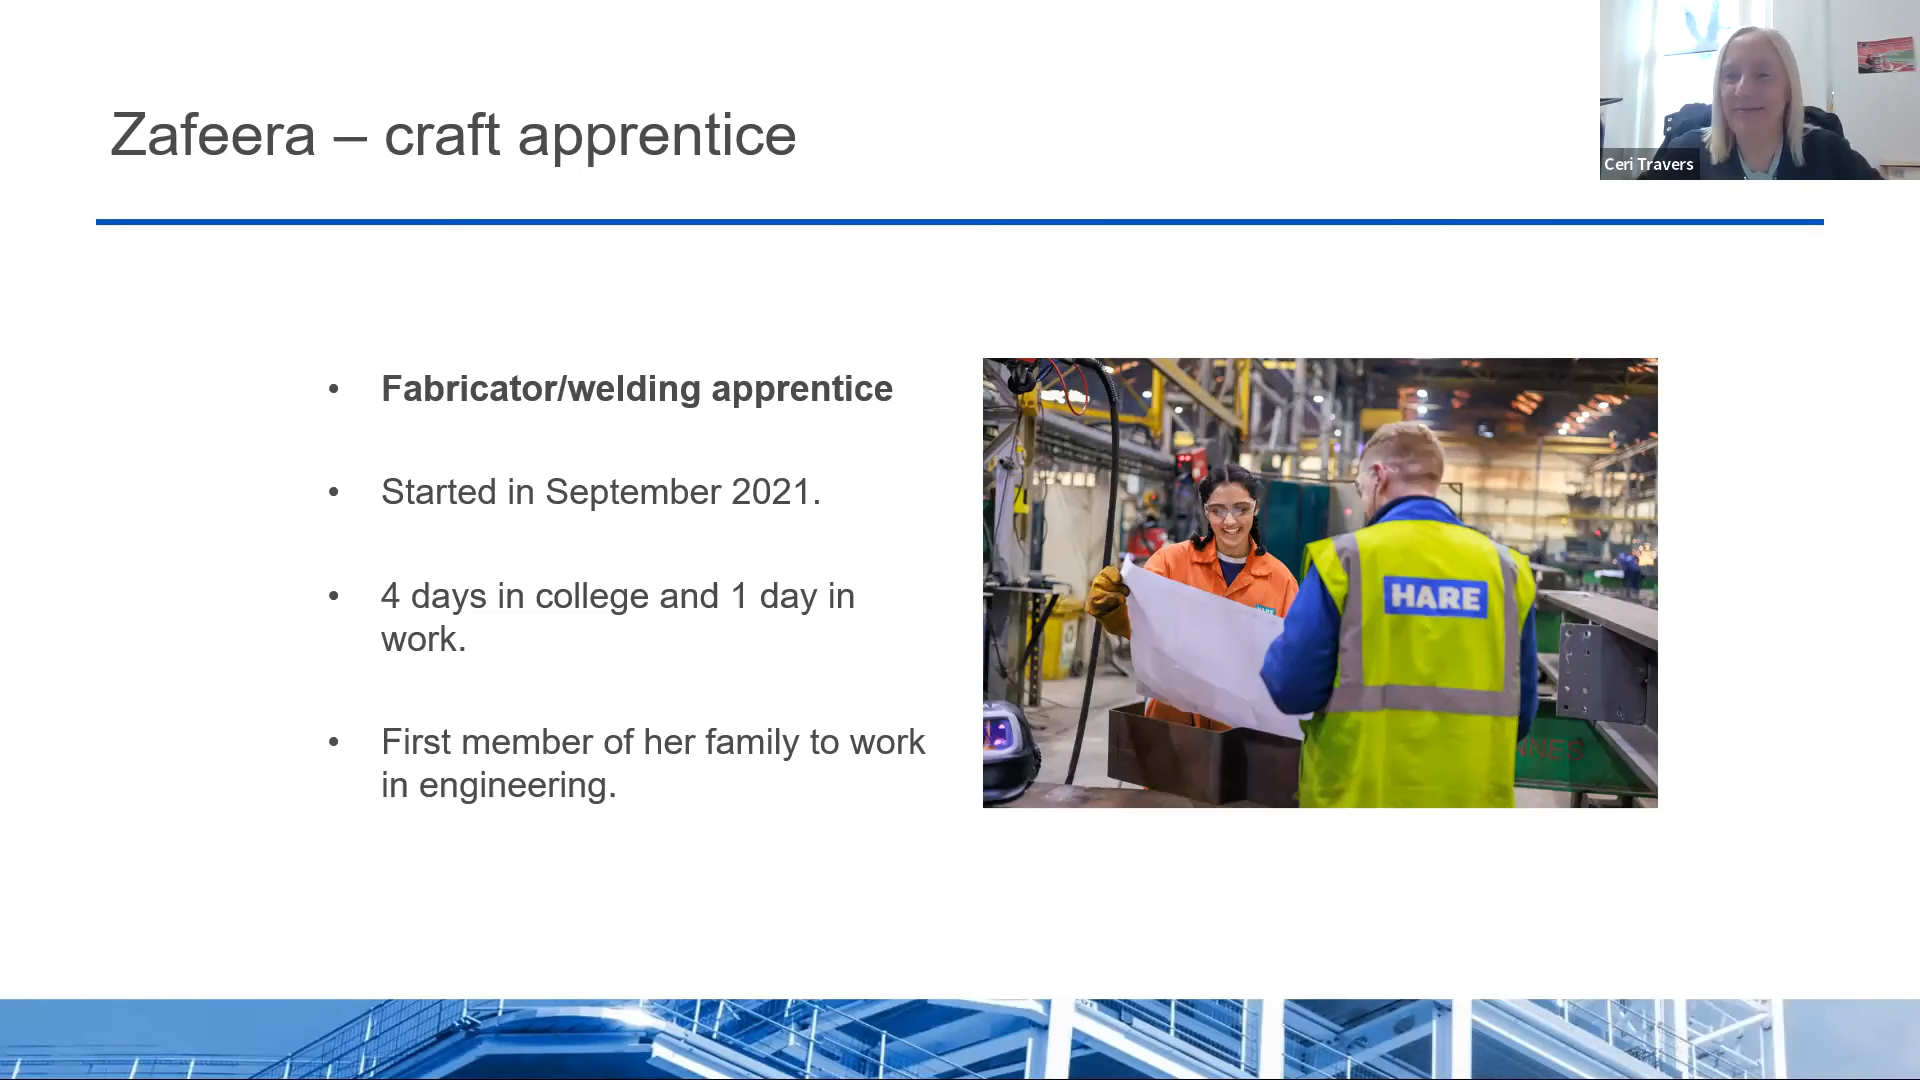 Zafeera – craft apprentice
Ceri Travers
• Fabricator/welding apprentice
• Started in September 2021.
• 4 days in college and 1 day in
work.
• First member of her family to work
in engineering.
HARE
HARE